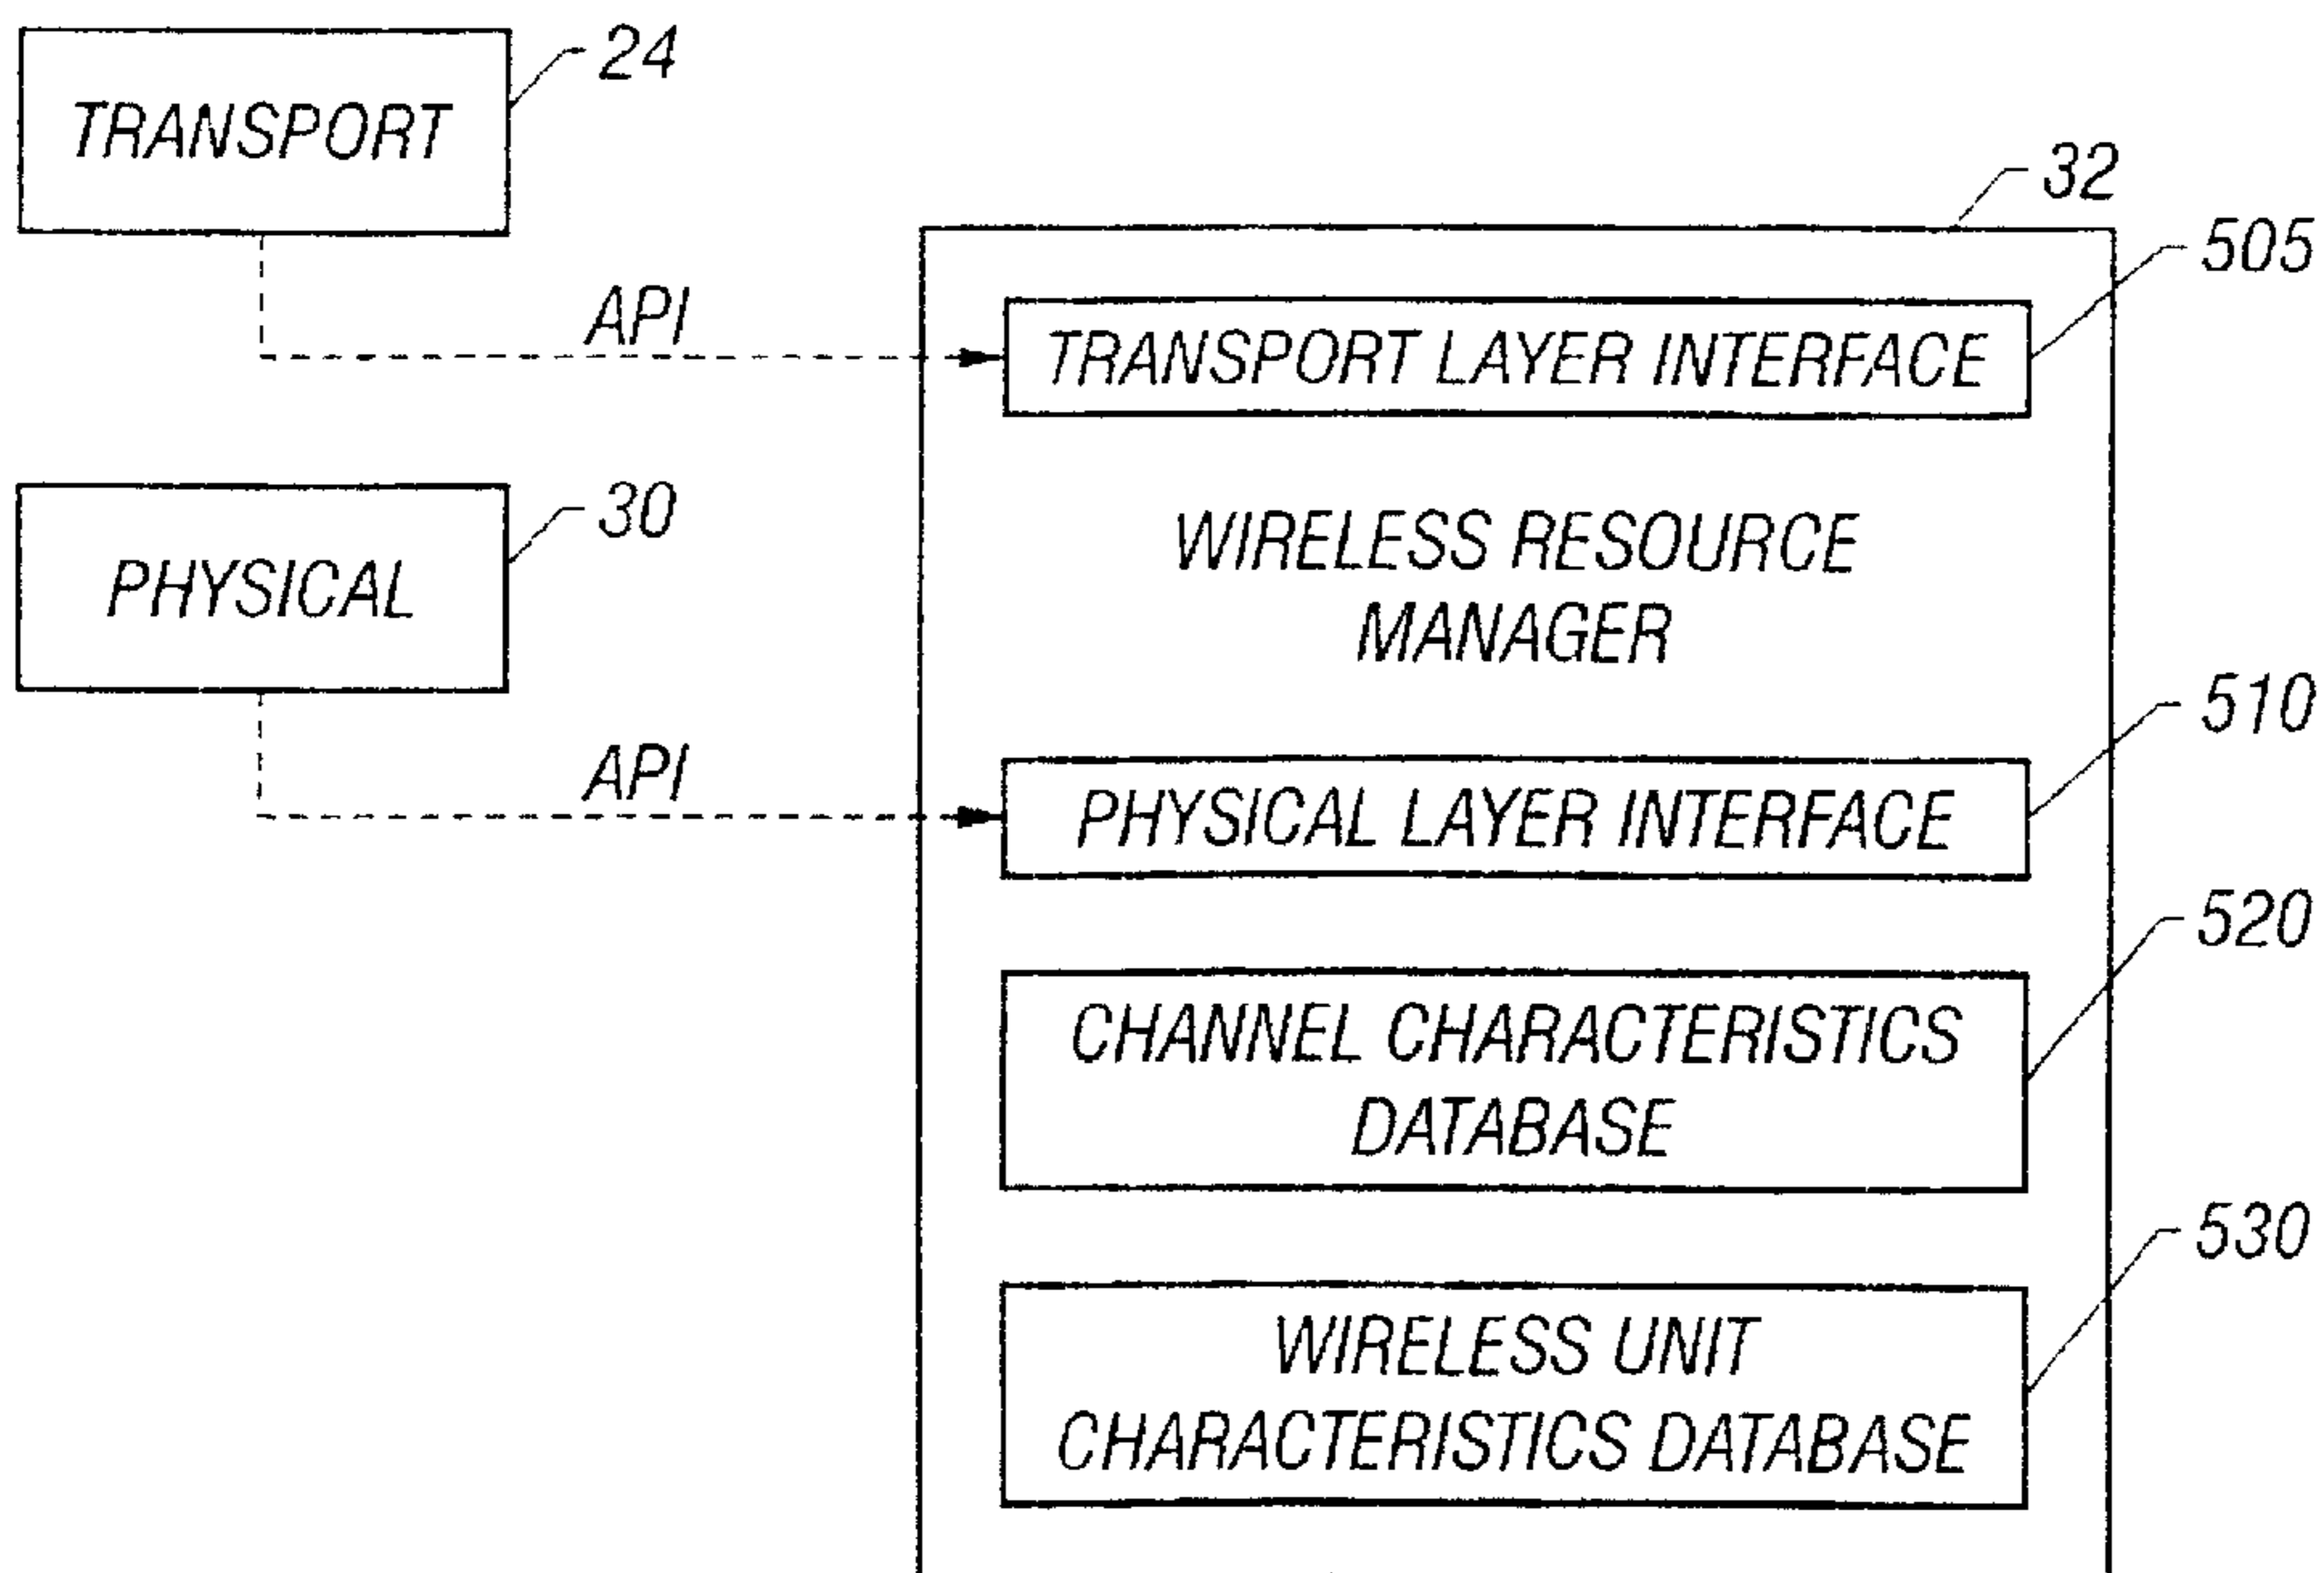 24
TRANSPORT
32
505
API
TRANSPORT LAYER INTERFACE
30
WIRELESS RESOURCE
PHYSICAL
MANAGER
510
API
PHYSICAL LAYER INTERFACE
520
CHANNEL CHARACTERISTICS
DATABASE
530
WIRELESS UNIT
CHARACTERISTICS DATABASE